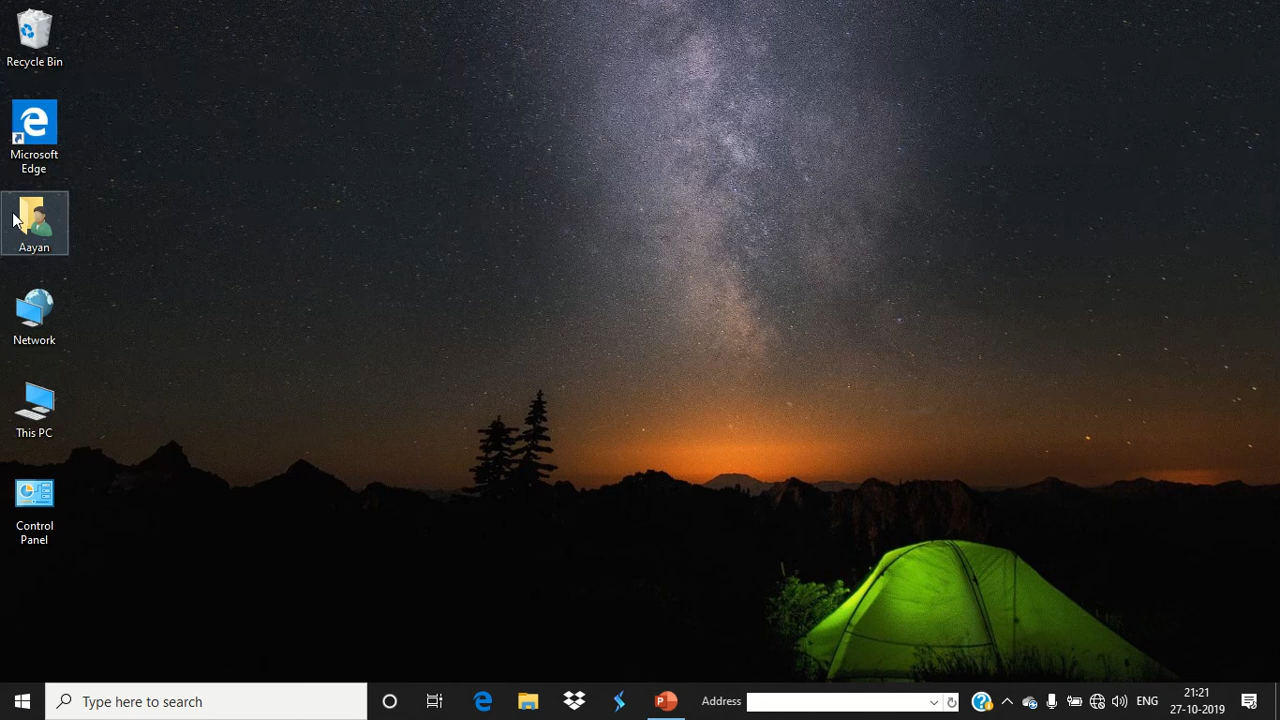 Recycle Bin
Microsoft
Edge
Aayan
Network
This PC
Control
Panel
Type here to search
Address
ENG
21:21
27-10-2019